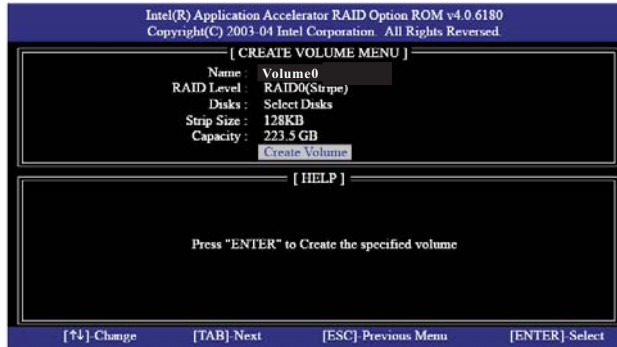 Intel(R) Application Accelerator RAID Option ROM v4.0.6180
Copyright(C) 2003-04 Intel Corporation. All Rights Reversed.
[ CREATE VOLUME MENU ]
Name : Volume0
RAID Level : RAID0(Stripe)
Disks : Select Disks
Strip Size : 128KB
Capacity : 223.5 GB
Create Volume
[ HELP ]
Press "ENTER" to Create the specified volume
[↑↓]-Change [TAB]-Next [ESC]-Previous Menu [ENTER]-Select